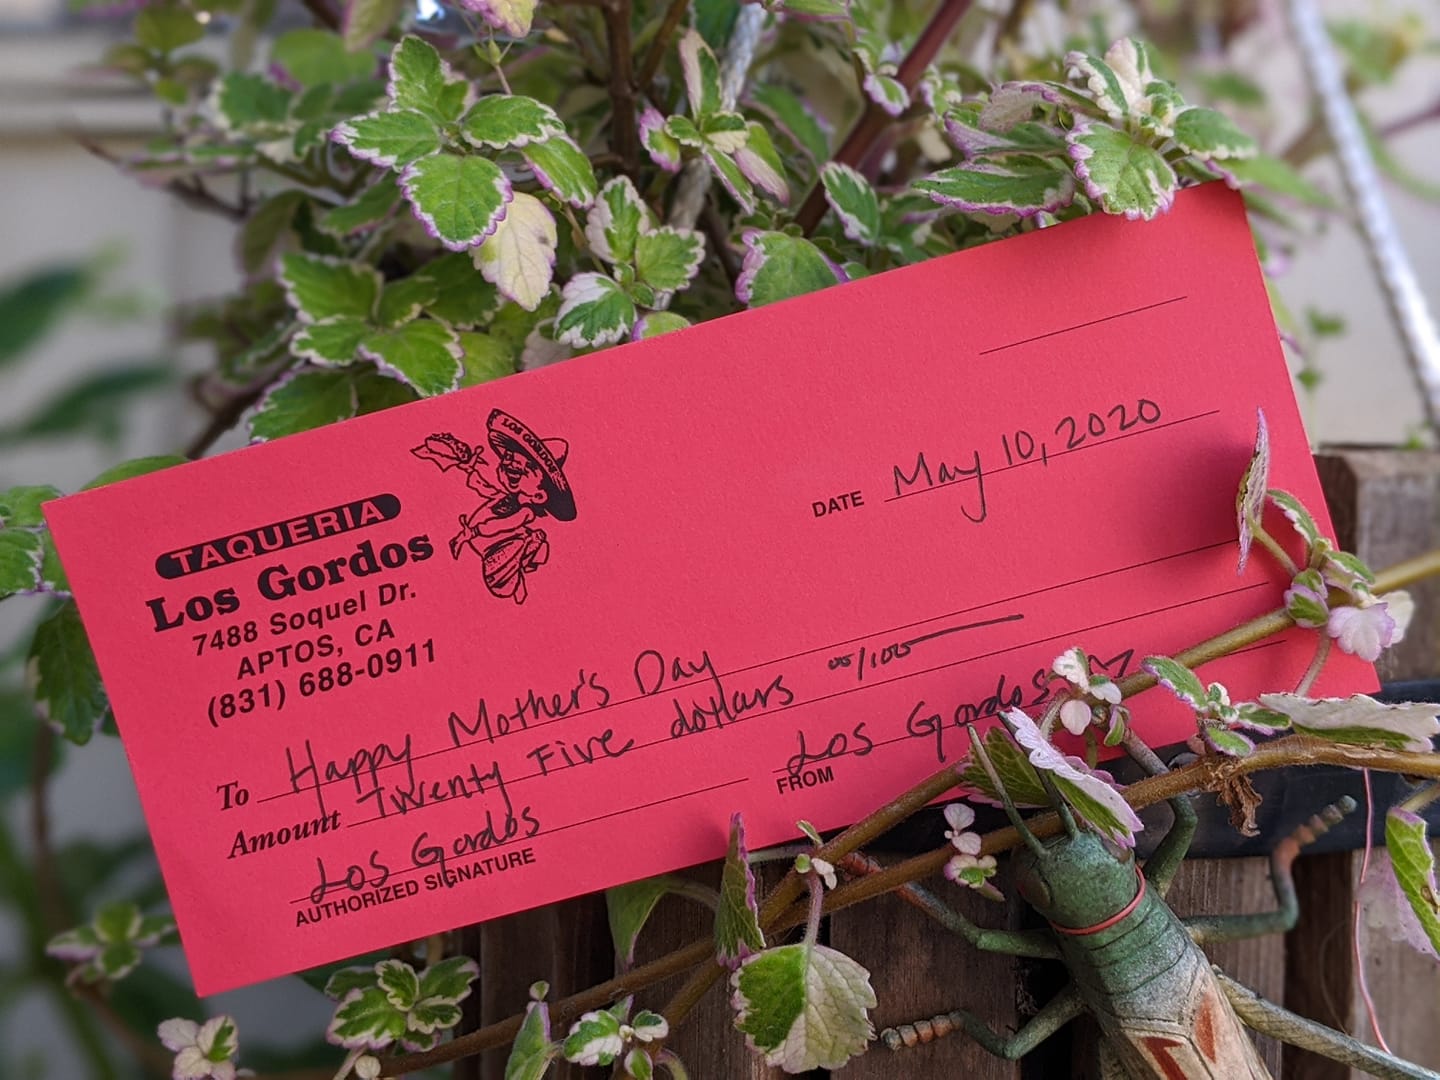 LOS GORDOS
TAQUERIA
Los Gordos
7488 Soquel Dr.
APTOS, CA
(831) 688-0911
DATE May 10, 2020
To Happy Mother's Day
Amount Twenty Five dollars 00/100
Los Gordos
AUTHORIZED SIGNATURE
Los Gordos
FROM